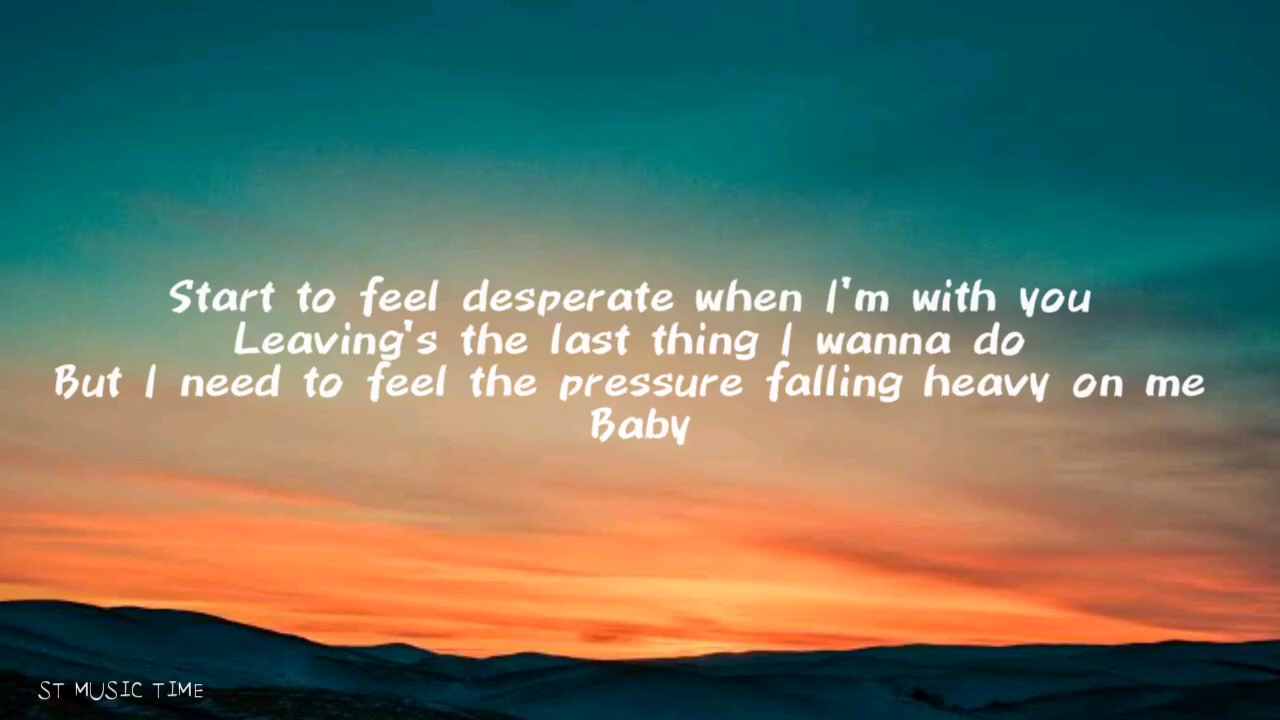 Start to feel desperate when I'm with you
Leaving's the last thing I wanna do
But I need to feel the pressure falling heavy on me
Baby
ST MUSIC TIME